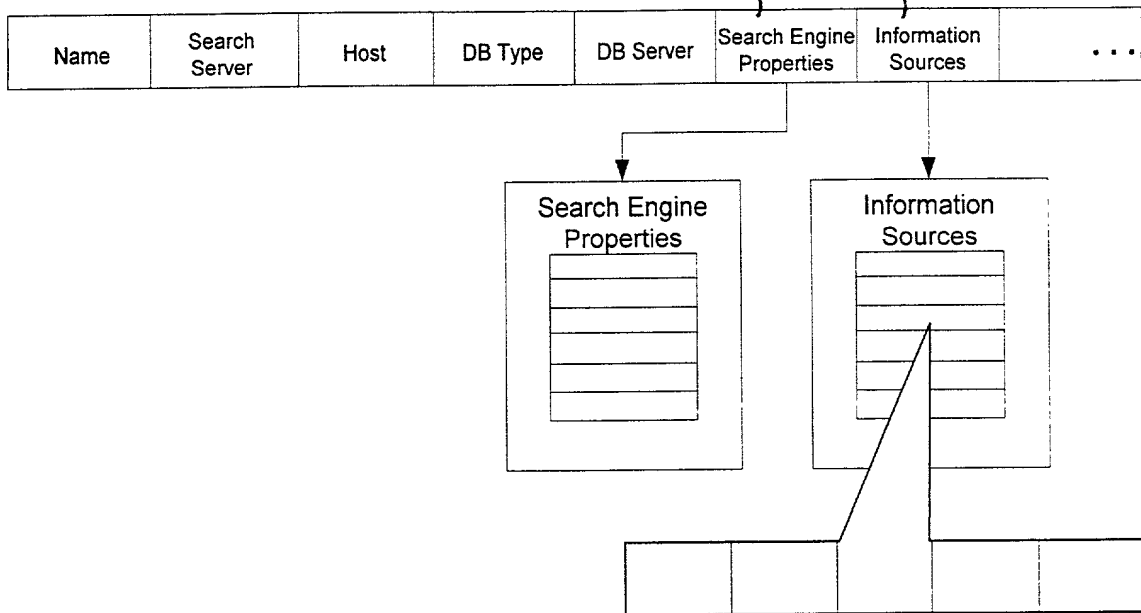 Name
Search
Server
Host
DB Type
DB Server
Search Engine
Properties
Information
Sources
....
Search Engine
Properties
Information
Sources